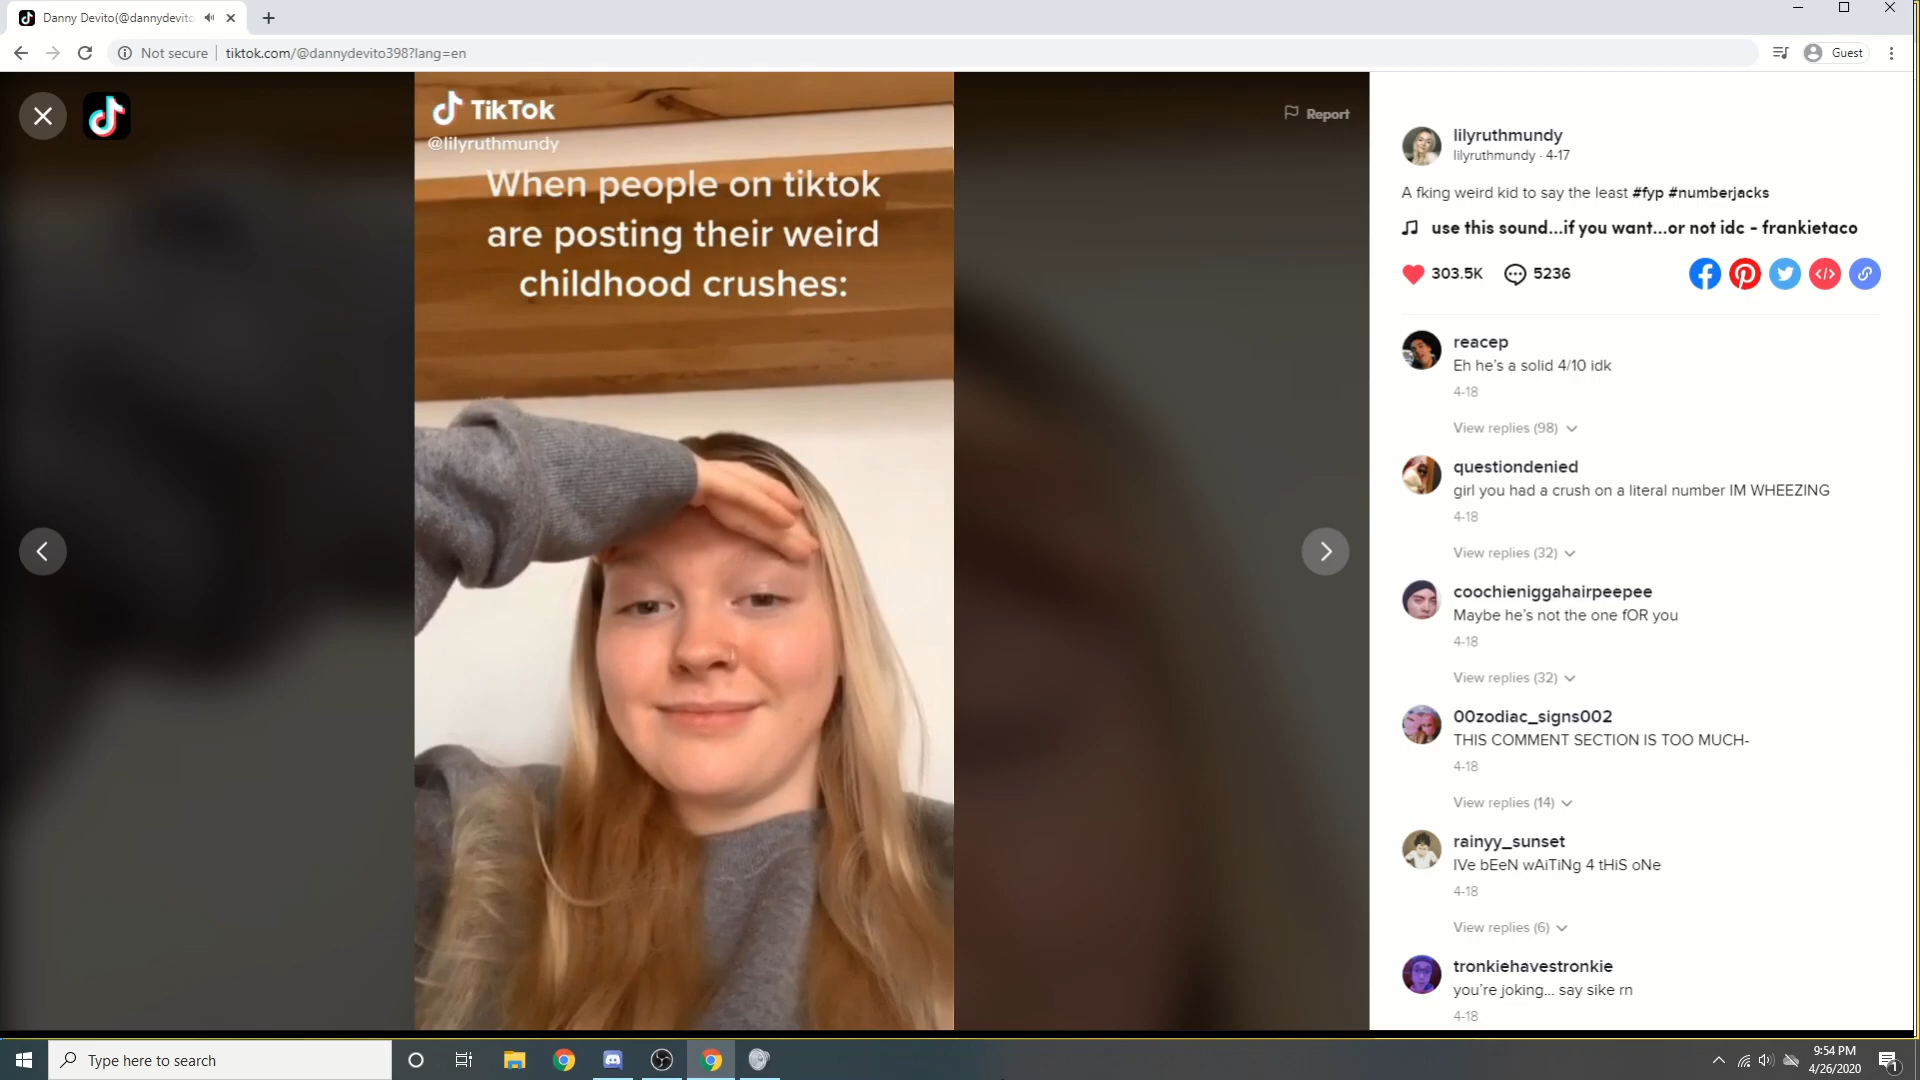 Danny Devito(@dannydevito
Not secure
tiktok.com/@dannydevito398?lang=en
Guest
TikTok
@lilyruthmundy
Report
When people on tiktok
are posting their weird
childhood crushes:
lilyruthmundy
lilyruthmundy · 4-17
A fking weird kid to say the least #fyp #numberjacks
use this sound...if you want...or not idc - frankietaco
303.5K
5236
reacep
Eh he's a solid 4/10 idk
4-18
View replies (98)
questiondenied
girl you had a crush on a literal number IM WHEEZING
4-18
View replies (32)
coochieniggahairpeepee
Maybe he's not the one fOR you
4-18
View replies (32)
00zodiac_signs002
THIS COMMENT SECTION IS TOO MUCH-
4-18
View replies (14)
rainyy_sunset
IVe bEeN wAiTiNg 4 tHiS oNe
4-18
View replies (6)
tronkiehavestronkie
you're joking... say sike rn
4-18
Type here to search
9:54 PM
4/26/2020
1